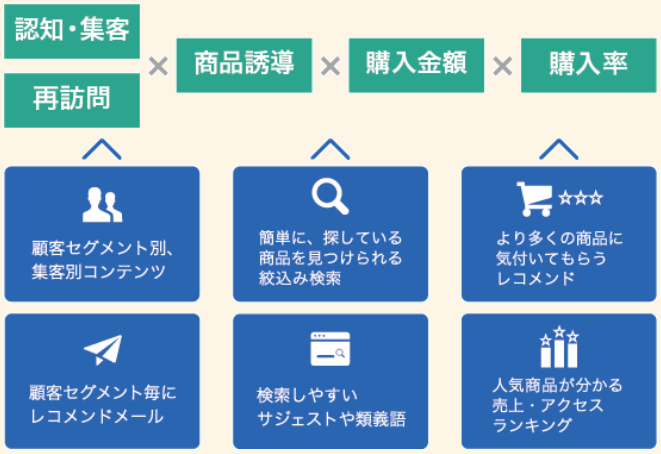 認知・集客
再訪問
×
商品誘導
×
購入金額
×
購入率
顧客セグメント別、
集客別コンテンツ
簡単に、探している
商品を見つけられる
絞込み検索
☆☆☆
より多くの商品に
気付いてもらう
レコメンド
顧客セグメント毎に
レコメンドメール
検索しやすい
サジェストや類義語
人気商品が分かる
売上・アクセス
ランキング